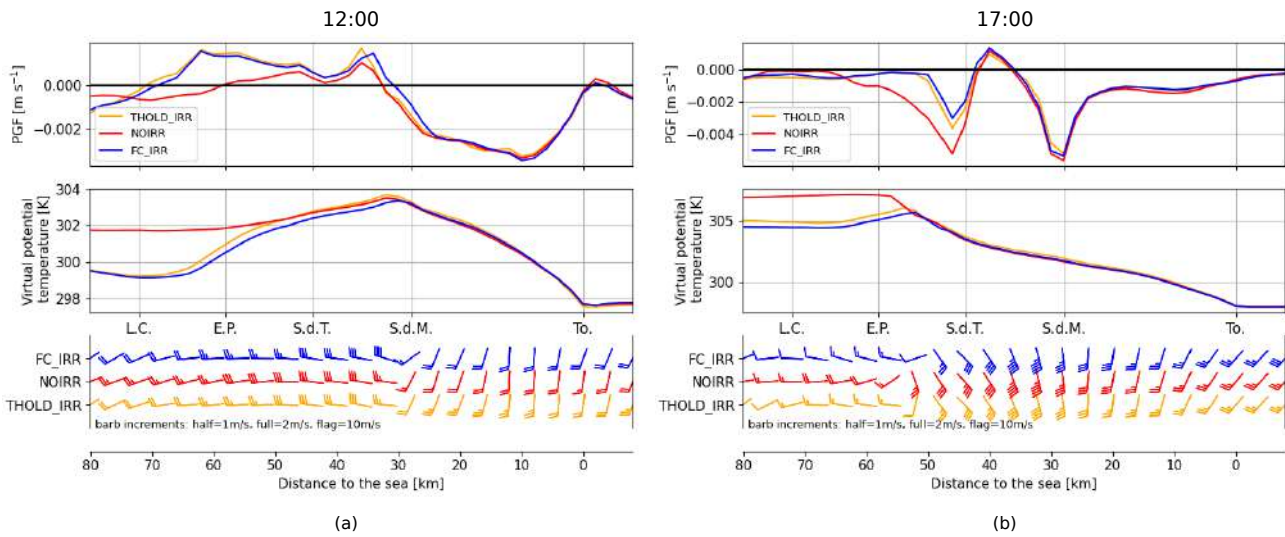 12:00
0.000
−0.002
PGF [m s⁻¹]
THOLD_IRR
NOIRR
FC_IRR
304
302
300
298
Virtual potential
temperature [K]
L.C. E.P. S.d.T. S.d.M. To.
FC_IRR
NOIRR
THOLD_IRR
barb increments: half=1m/s, full=2m/s, flag=10m/s
80 70 60 50 40 30 20 10 0
Distance to the sea [km]
(a)
17:00
0.000
−0.002
−0.004
PGF [m s⁻¹]
THOLD_IRR
NOIRR
FC_IRR
305
300
Virtual potential
temperature [K]
L.C. E.P. S.d.T. S.d.M. To.
FC_IRR
NOIRR
THOLD_IRR
barb increments: half=1m/s, full=2m/s, flag=10m/s
80 70 60 50 40 30 20 10 0
Distance to the sea [km]
(b)